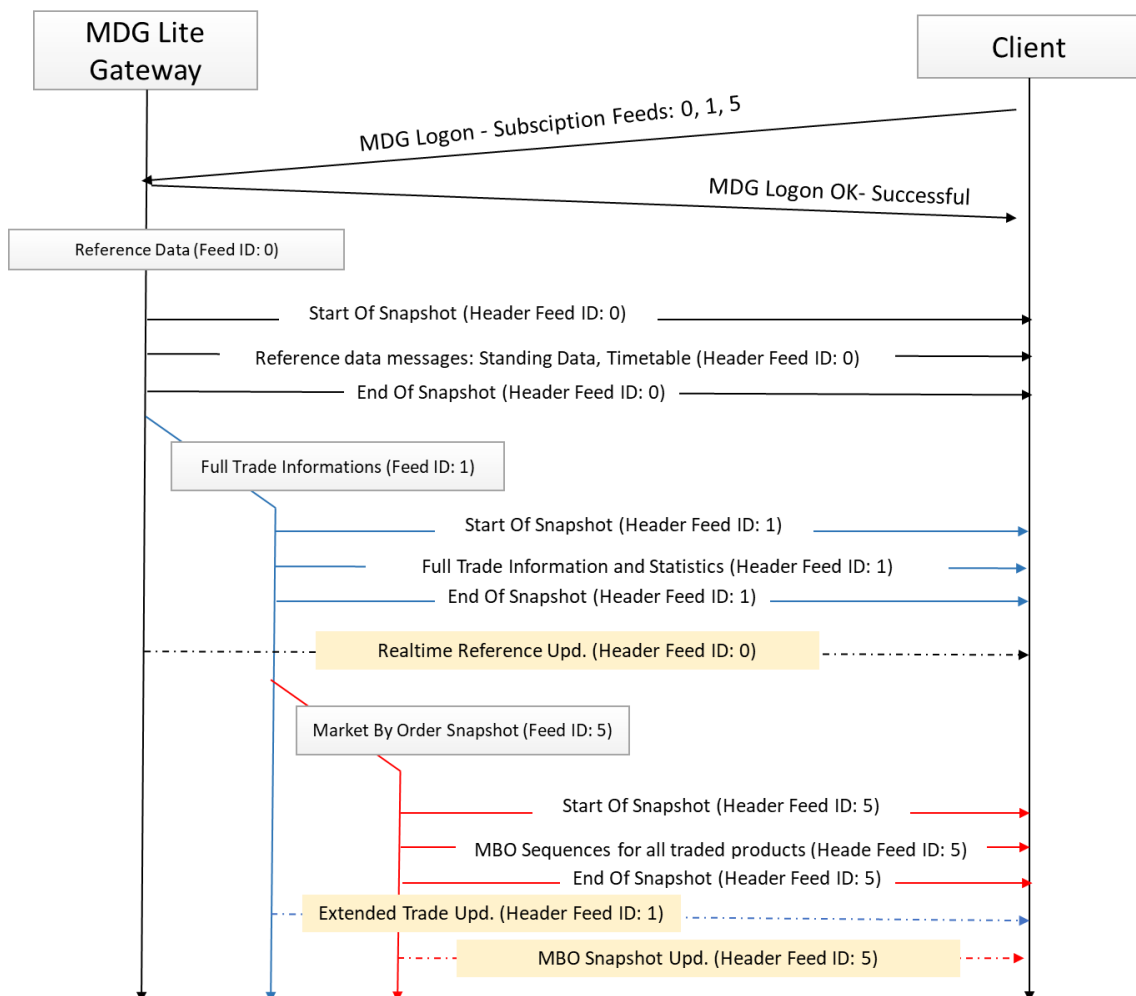 MDG Lite
Gateway
Client
MDG Logon - Subsciption Feeds: 0, 1, 5
MDG Logon OK- Successful
Reference Data (Feed ID: 0)
Start Of Snapshot (Header Feed ID: 0)
Reference data messages: Standing Data, Timetable (Header Feed ID: 0)
End Of Snapshot (Header Feed ID: 0)
Full Trade Informations (Feed ID: 1)
Start Of Snapshot (Header Feed ID: 1)
Full Trade Information and Statistics (Header Feed ID: 1)
End Of Snapshot (Header Feed ID: 1)
Realtime Reference Upd. (Header Feed ID: 0)
Market By Order Snapshot (Feed ID: 5)
Start Of Snapshot (Header Feed ID: 5)
MBO Sequences for all traded products (Heade Feed ID: 5)
End Of Snapshot (Header Feed ID: 5)
Extended Trade Upd. (Header Feed ID: 1)
MBO Snapshot Upd. (Header Feed ID: 5)